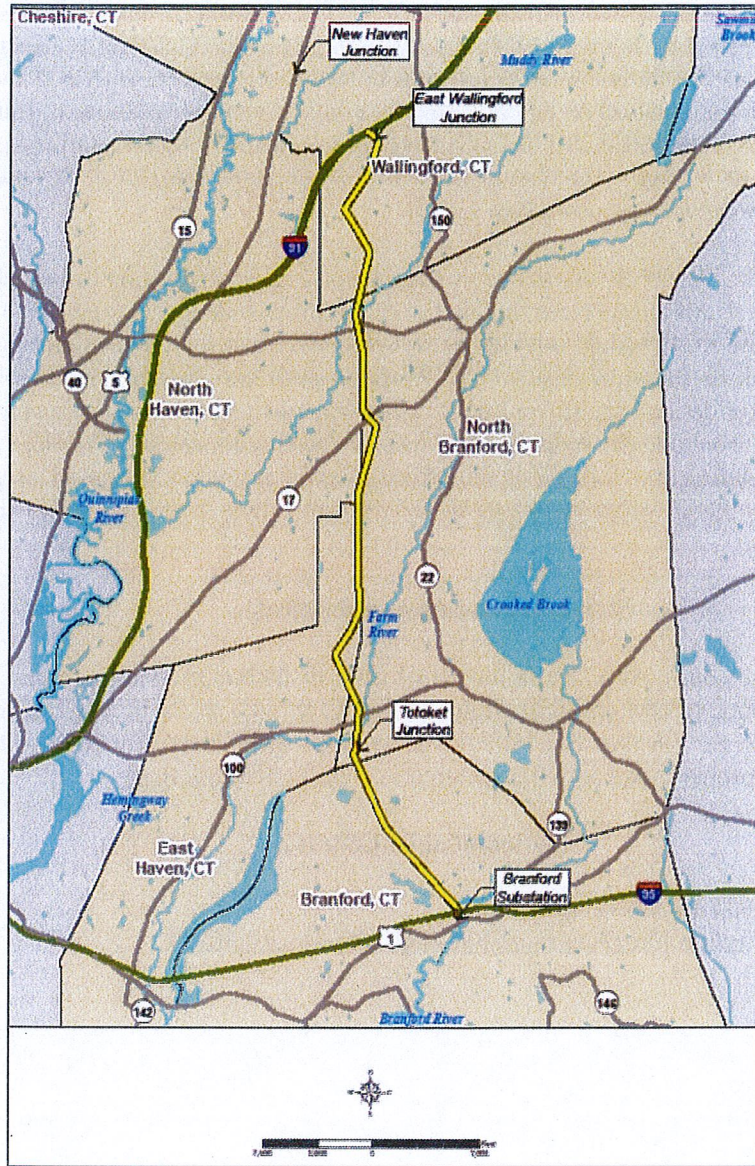 Cheshire, CT
New Haven
Junction
Muddy River
Brook
East Wallingford
Junction
Wallingford, CT
15
150
91
40
5
North
Haven, CT
North
Branford, CT
Quinnipiac
River
17
22
Crooked Brook
Farm
River
Totoket
Junction
100
Hemingway
Creek
139
East
Haven, CT
Branford, CT
Branford
Substation
95
1
142
146
Branford River
0